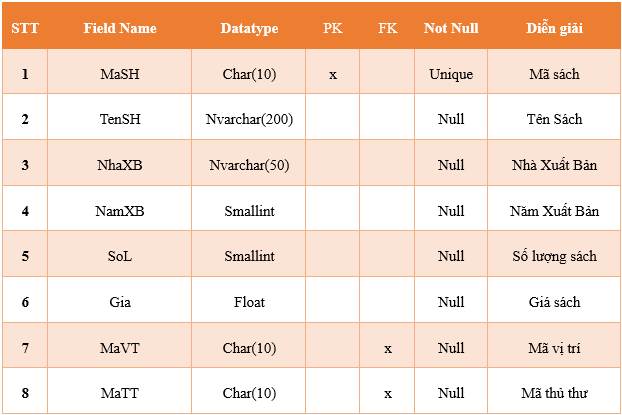 STT Field Name Datatype PK FK Not Null Diễn giải
1 MaSH Char(10) x Unique Mã sách
2 TenSH Nvarchar(200) Null Tên Sách
3 NhaXB Nvarchar(50) Null Nhà Xuất Bản
4 NamXB Smallint Null Năm Xuất Bản
5 SoL Smallint Null Số lượng sách
6 Gia Float Null Giá sách
7 MaVT Char(10) x Null Mã vị trí
8 MaTT Char(10) x Null Mã thủ thư